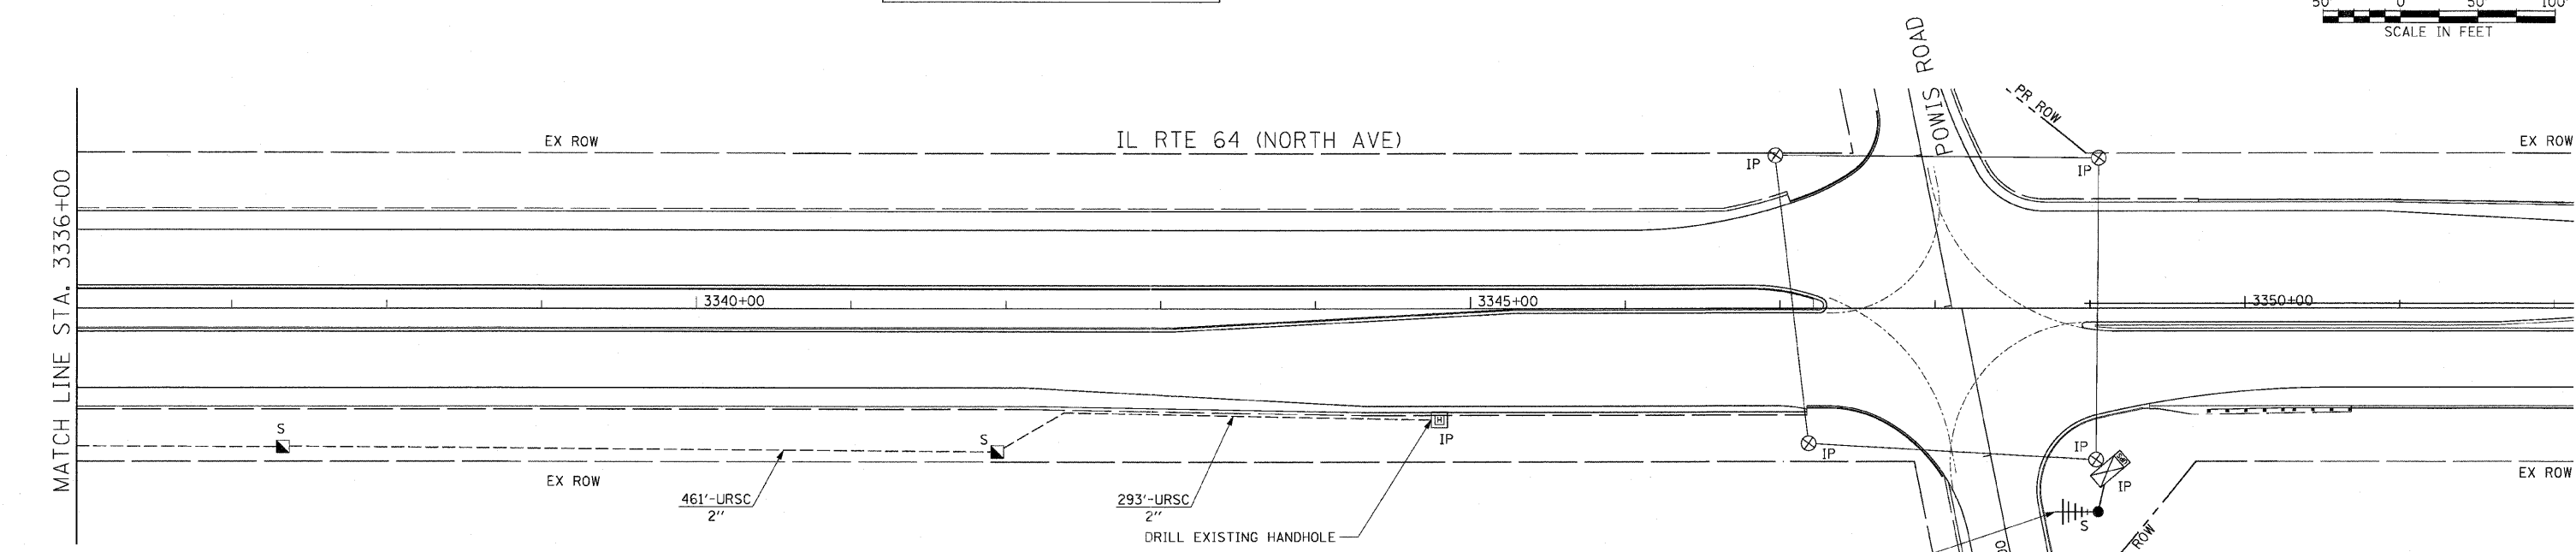 50' 0 50' 100'
SCALE IN FEET
POWIS ROAD
PR ROW
EX ROW
IL RTE 64 (NORTH AVE)
EX ROW
IP
IP
MATCH LINE STA. 3336+00
3340+00
3345+00
3350+00
S
S
IP
IP
IP
IP
EX ROW
EX ROW
461'-URSC
2''
293'-URSC
2''
DRILL EXISTING HANDHOLE
S
ROW